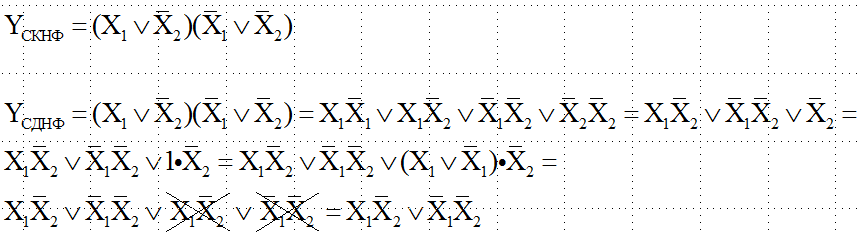 Y_СКНФ = (X₁ ∨ X̄₂)(X̄₁ ∨ X̄₂)
Y_СДНФ = (X₁ ∨ X̄₂)(X̄₁ ∨ X̄₂) = X₁X̄₁ ∨ X₁X̄₂ ∨ X̄₁X̄₂ ∨ X̄₂X̄₂ = X₁X̄₂ ∨ X̄₁X̄₂ ∨ X̄₂ =
X₁X̄₂ ∨ X̄₁X̄₂ ∨ 1•X̄₂ = X₁X̄₂ ∨ X̄₁X̄₂ ∨ (X₁ ∨ X̄₁)•X̄₂ =
X₁X̄₂ ∨ X̄₁X̄₂ ∨ X₁X̄₂ ∨ X̄₁X̄₂ = X₁X̄₂ ∨ X̄₁X̄₂